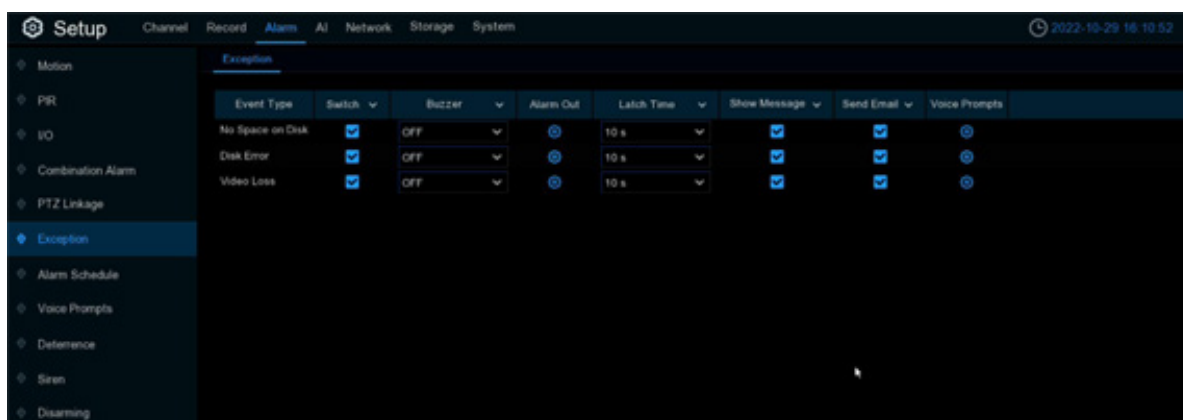 Setup Channel Record Alarm AI Network Storage System 2022-10-29 16:10:52
Motion
Exception
PIR
Event Type Switch Buzzer Alarm Out Latch Time Show Message Send Email Voice Prompts
I/O
No Space on Disk OFF 10 s
Disk Error OFF 10 s
Combination Alarm
Video Loss OFF 10 s
PTZ Linkage
Exception
Alarm Schedule
Voice Prompts
Deterrence
Siren
Disarming